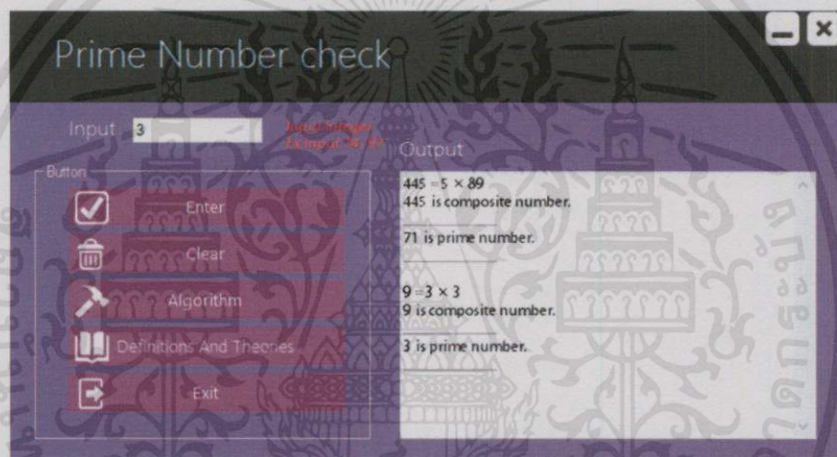 Prime Number check
Input 3
Input Integer
Ex.Input
Output
Button
Enter
Clear
Algorithm
Definitions And Theories
Exit
445 =5 × 89
445 is composite number.
71 is prime number.
9 =3 × 3
9 is composite number.
3 is prime number.